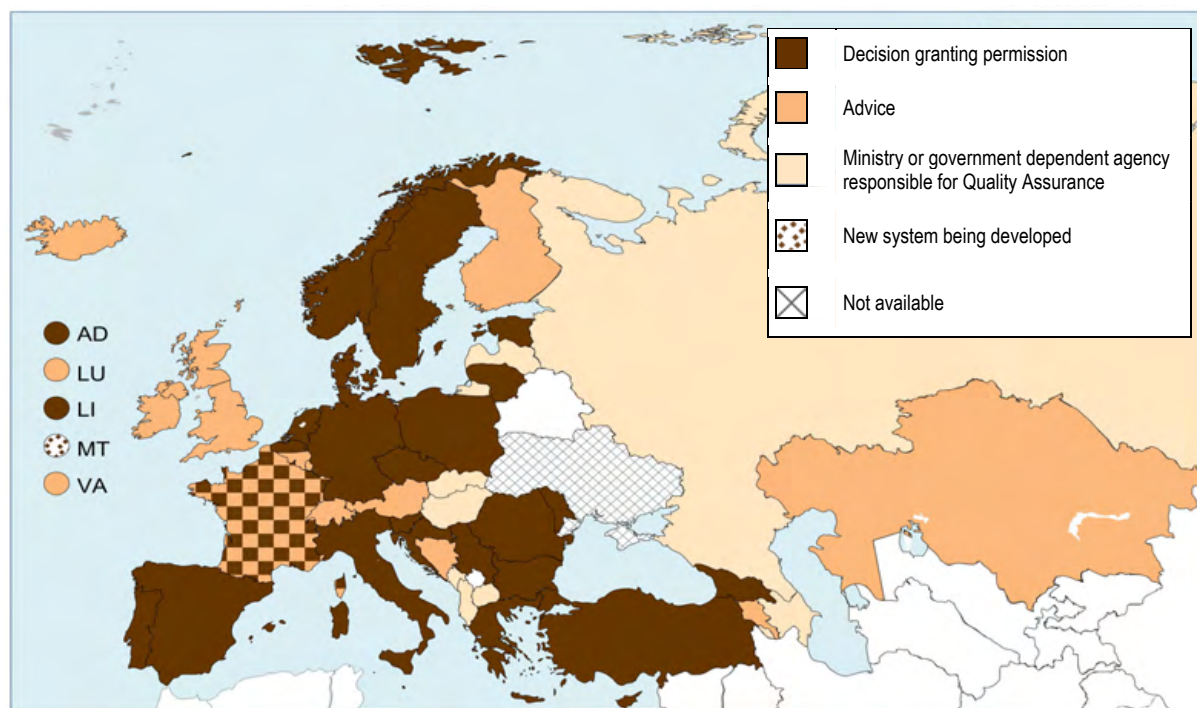 Decision granting permission
Advice
Ministry or government dependent agency
responsible for Quality Assurance
New system being developed
Not available
AD
LU
LI
MT
VA